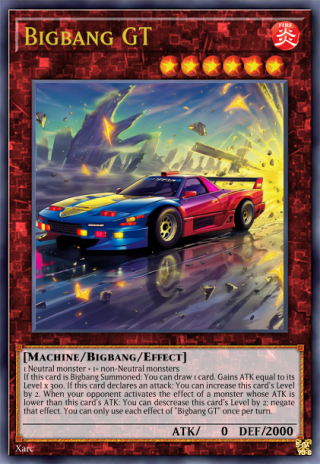 BIGBANG GT
FIRE
炎
[MACHINE/BIGBANG/EFFECT]
1 Neutral monster + 1+ non-Neutral monsters
If this card is Bigbang Summoned: You can draw 1 card. Gains ATK equal to its
Level x 300. If this card declares an attack: You can increase this card's Level
by 2. When your opponent activates the effect of a monster whose ATK is
lower than this card's ATK: You can descrease this card's Level by 2; negate
that effect. You can only use each effect of "Bigbang GT" once per turn.
ATK/ 0 DEF/2000
Xarc